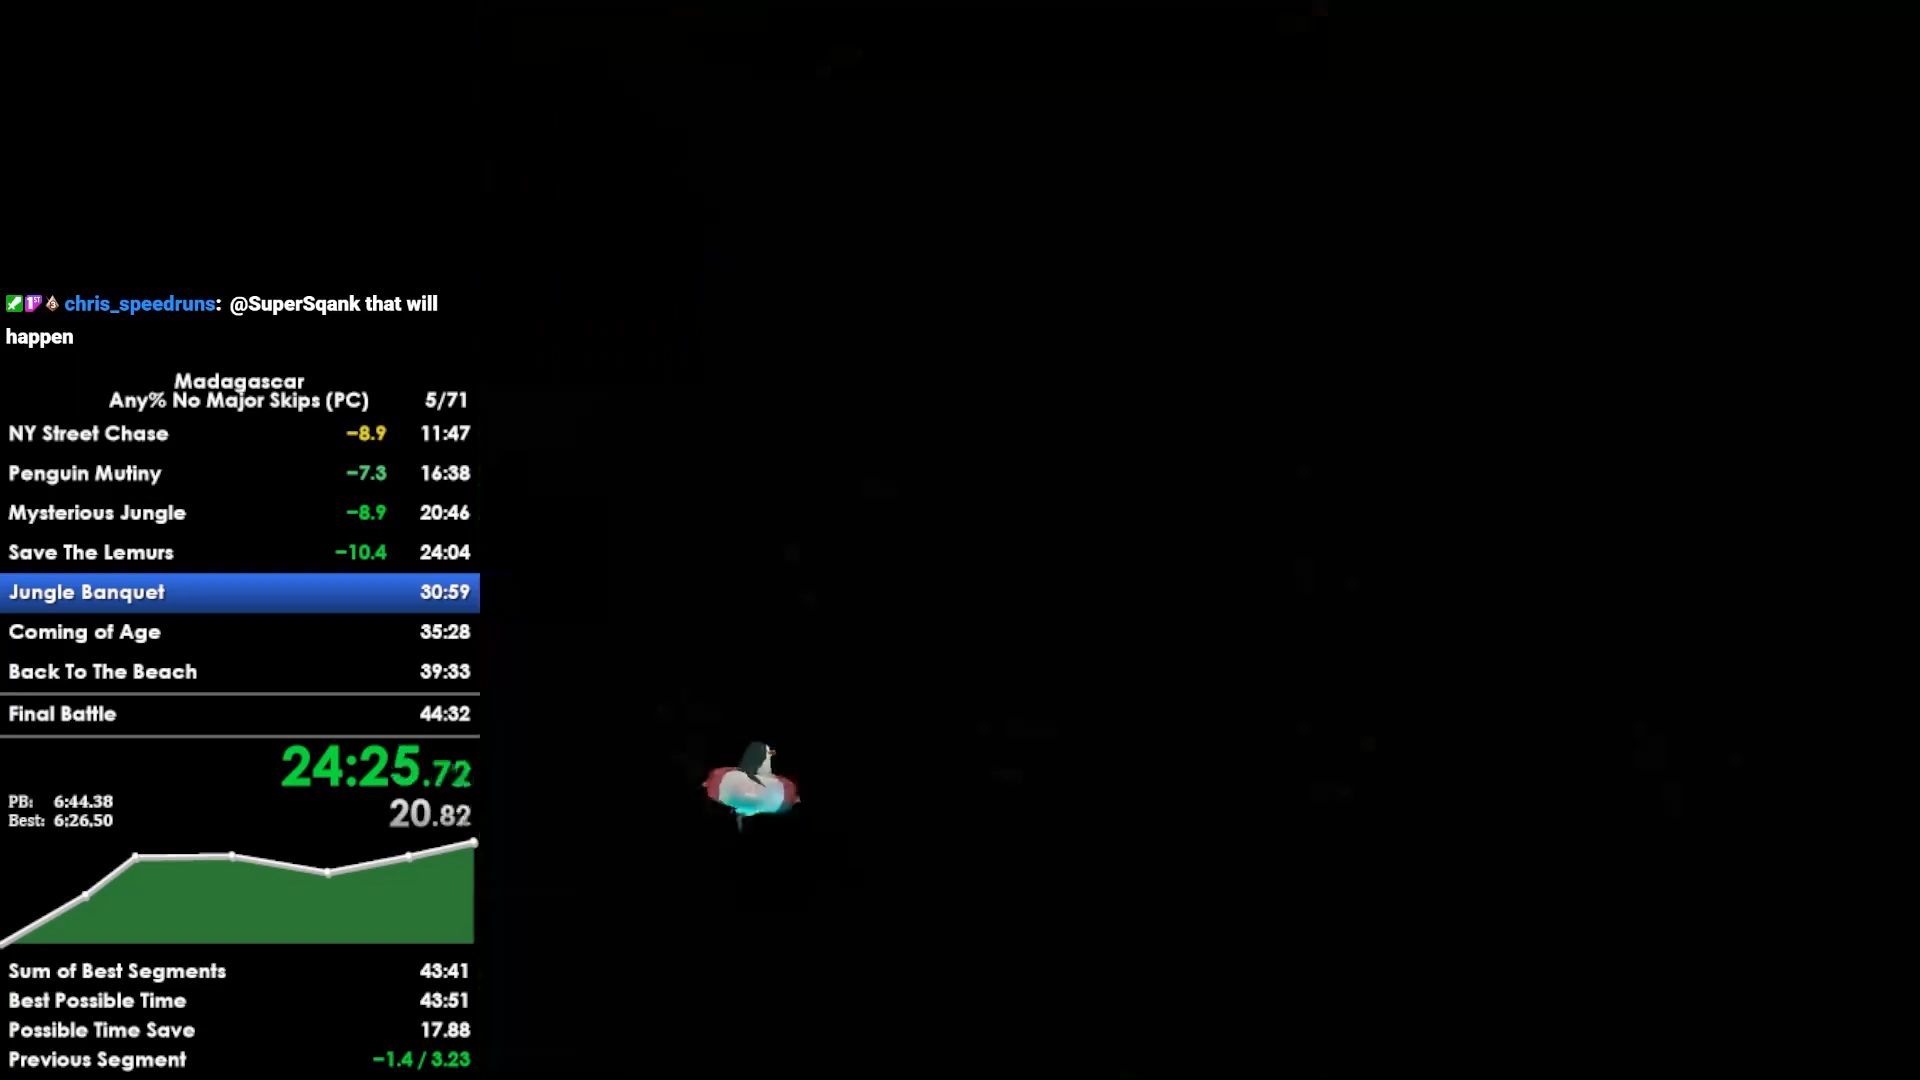 chris_speedruns: @SuperSqank that will
happen
Madagascar
Any% No Major Skips (PC) 5/71
NY Street Chase −8.9 11:47
Penguin Mutiny −7.3 16:38
Mysterious Jungle −8.9 20:46
Save The Lemurs −10.4 24:04
Jungle Banquet 30:59
Coming of Age 35:28
Back To The Beach 39:33
Final Battle 44:32
24:25.72
PB: 6:44.38
Best: 6:26.50
20.82
Sum of Best Segments 43:41
Best Possible Time 43:51
Possible Time Save 17.88
Previous Segment −1.4 / 3.23